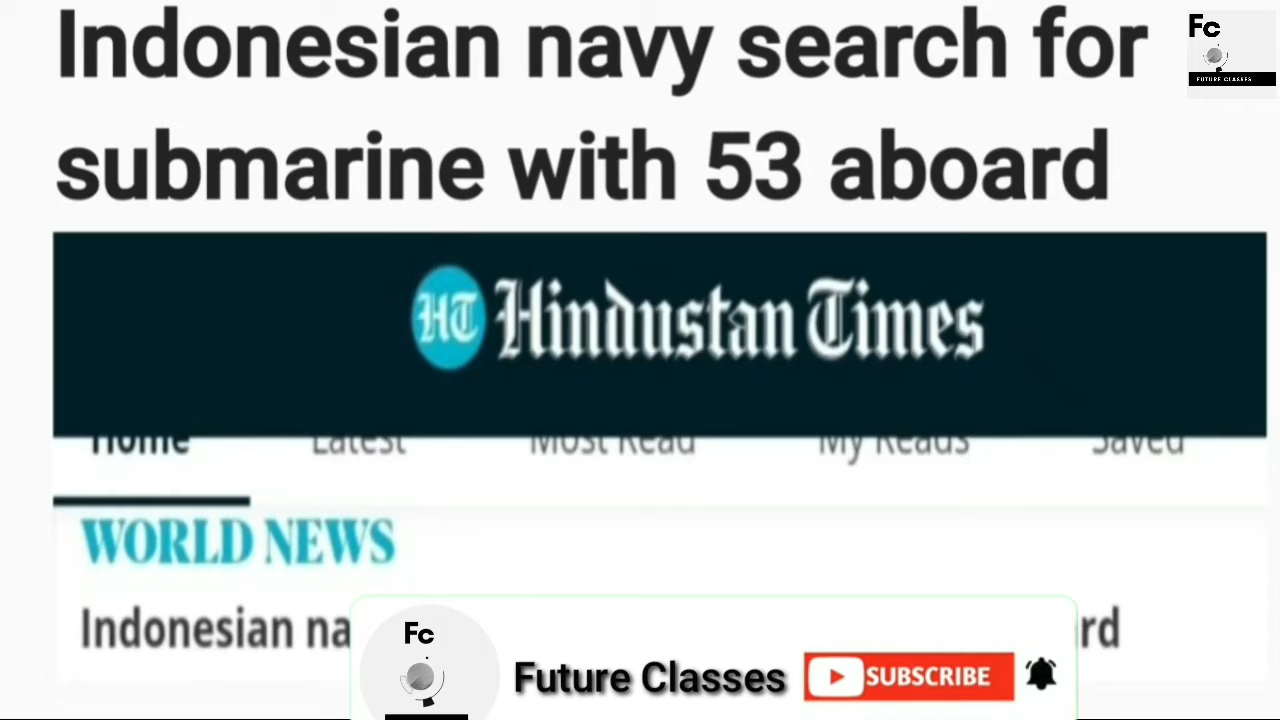 Indonesian navy search for
submarine with 53 aboard
Fc
FUTURE CLASSES
HT Hindustan Times
Home Latest Most Read My Reads Saved
WORLD NEWS
Indonesian na rd
Fc
Future Classes SUBSCRIBE